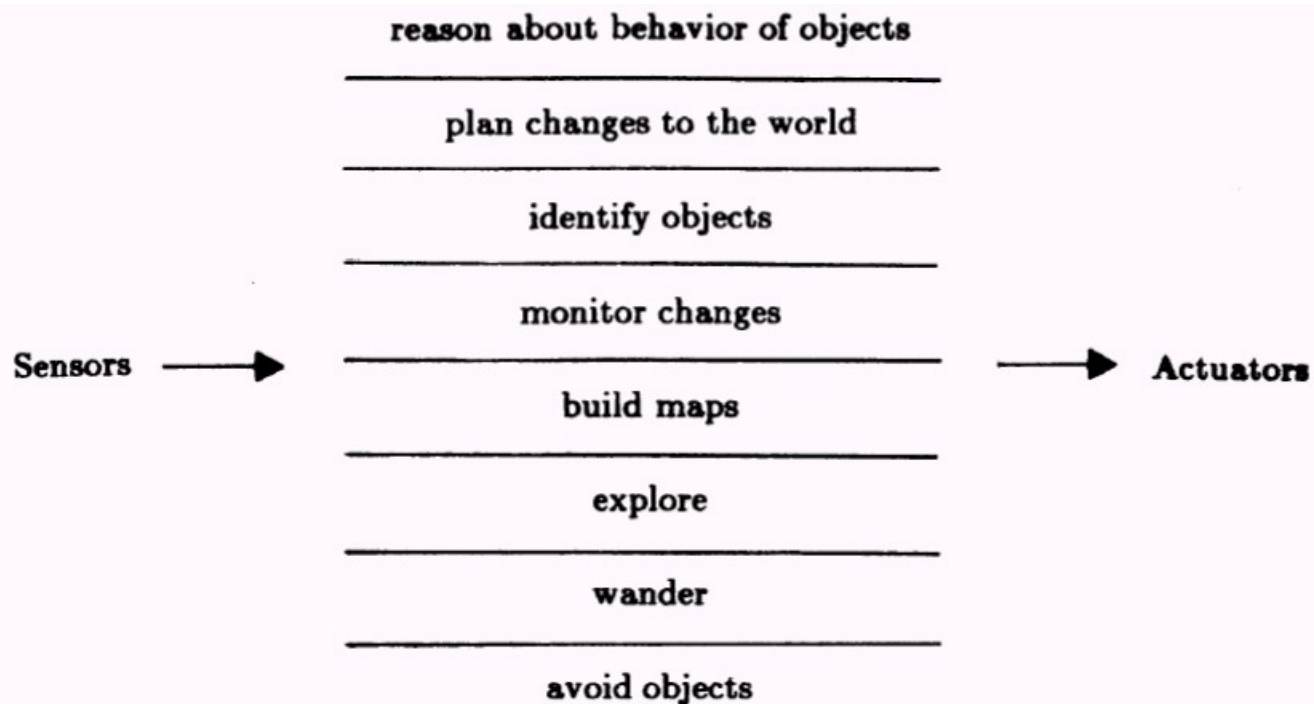 reason about behavior of objects
plan changes to the world
identify objects
monitor changes
Sensors
Actuators
build maps
explore
wander
avoid objects